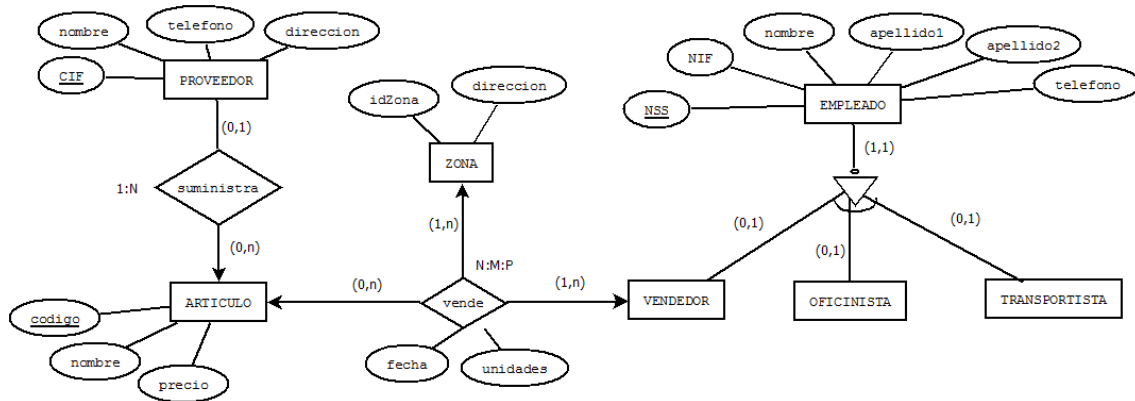 nombre
telefono
direccion
CIF
PROVEEDOR
(0,1)
1:N
suministra
(0,n)
ARTICULO
codigo
nombre
precio
idZona
direccion
ZONA
(1,n)
N:M:P
(0,n)
vende
(1,n)
fecha
unidades
NIF
nombre
apellido1
apellido2
telefono
NSS
EMPLEADO
(1,1)
(0,1)
(0,1)
(0,1)
VENDEDOR
OFICINISTA
TRANSPORTISTA